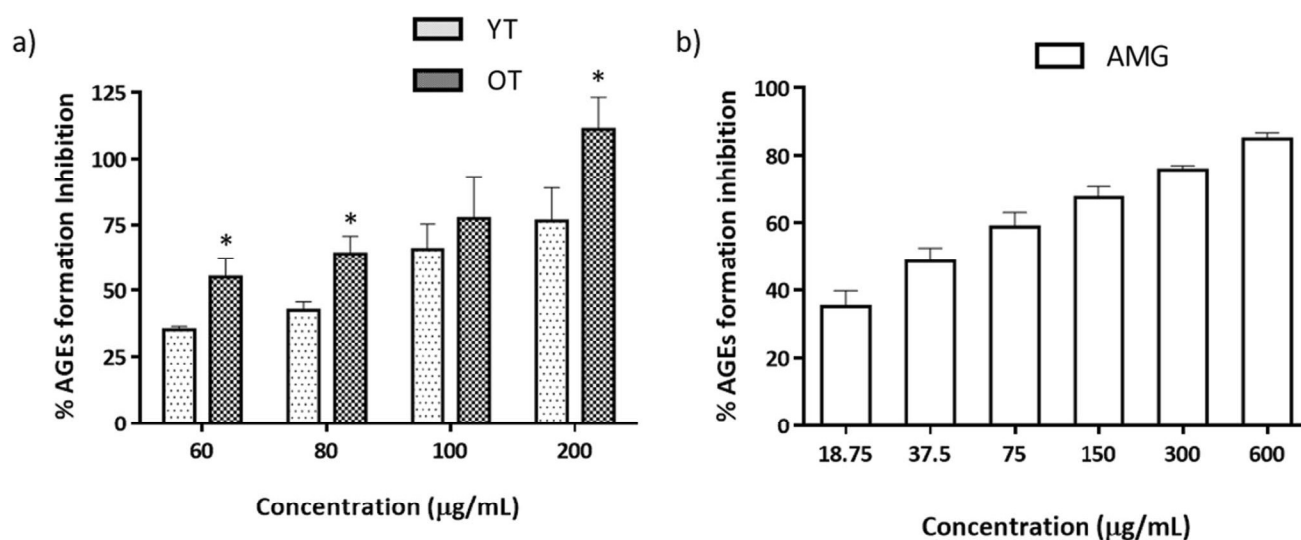 a)
YT
OT
% AGEs formation Inhibition
125
100
75
50
25
0
*
*
*
60 80 100 200
Concentration (µg/mL)
b)
AMG
% AGEs formation inhibition
100
80
60
40
20
0
18.75 37.5 75 150 300 600
Concentration (µg/mL)